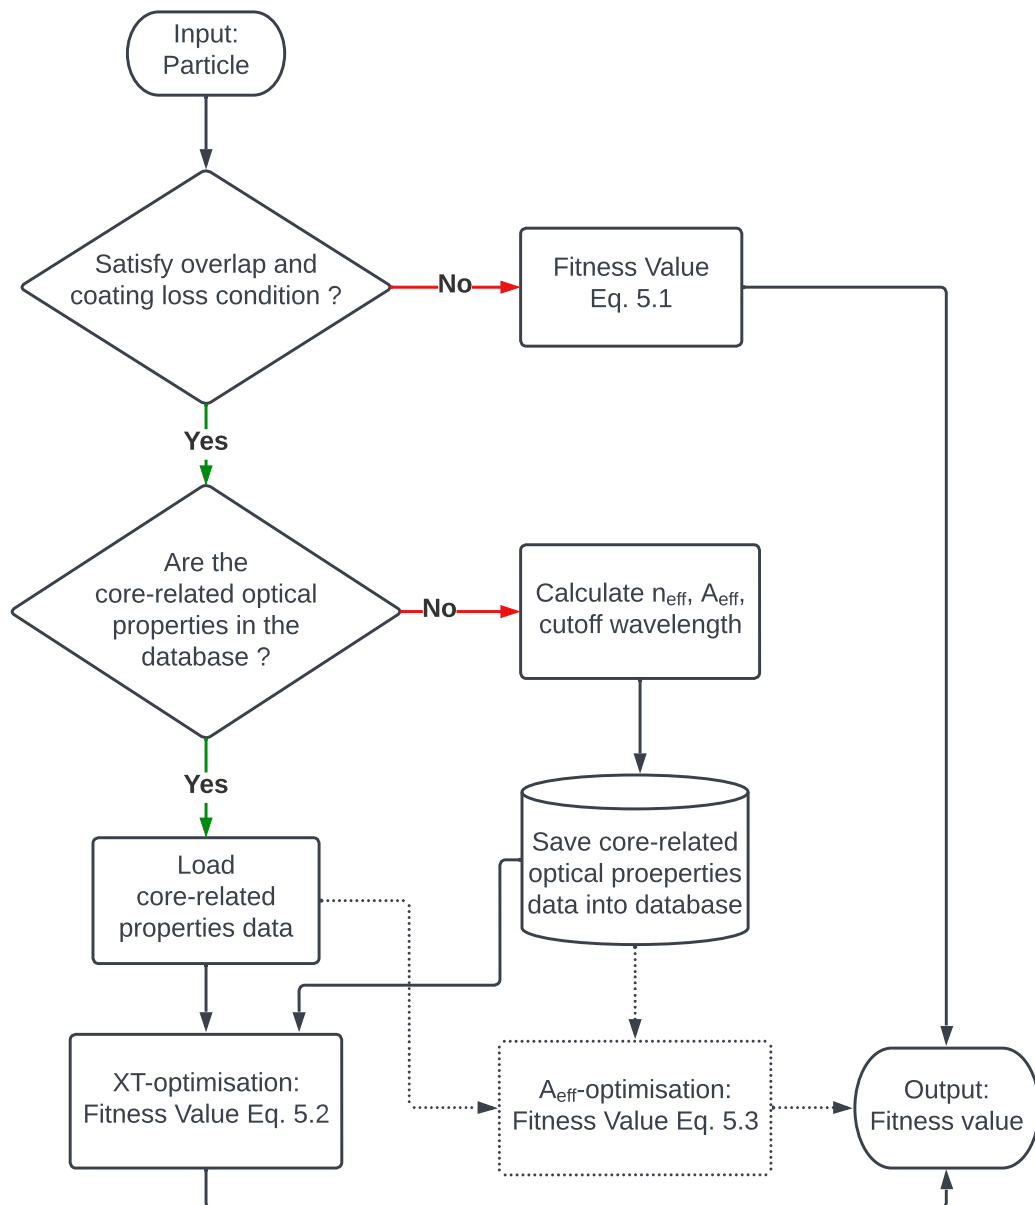 Input:
Particle
Satisfy overlap and
coating loss condition ?
No
Fitness Value
Eq. 5.1
Yes
Are the
core-related optical
properties in the
database ?
No
Calculate n_eff, A_eff,
cutoff wavelength
Yes
Load
core-related
properties data
Save core-related
optical proeperties
data into database
XT-optimisation:
Fitness Value Eq. 5.2
A_eff-optimisation:
Fitness Value Eq. 5.3
Output:
Fitness value